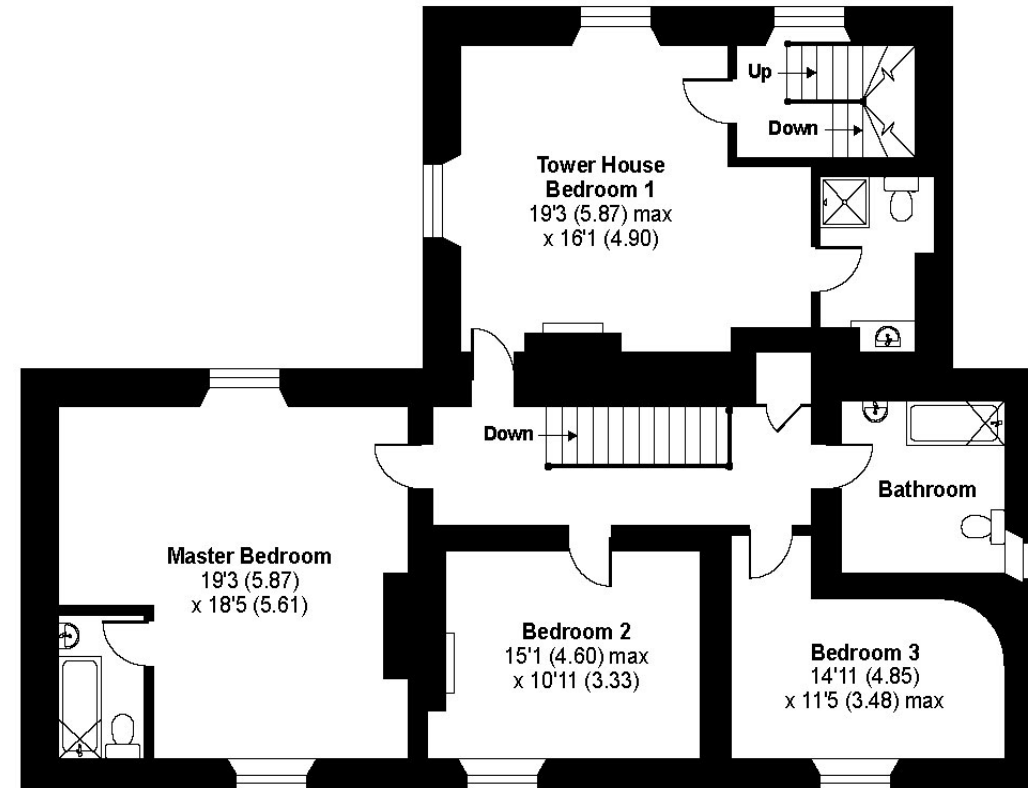 Up
Down
Tower House
Bedroom 1
19'3 (5.87) max
x 16'1 (4.90)
Down
Bathroom
Master Bedroom
19'3 (5.87)
x 18'5 (5.61)
Bedroom 2
15'1 (4.60) max
x 10'11 (3.33)
Bedroom 3
14'11 (4.85)
x 11'5 (3.48) max